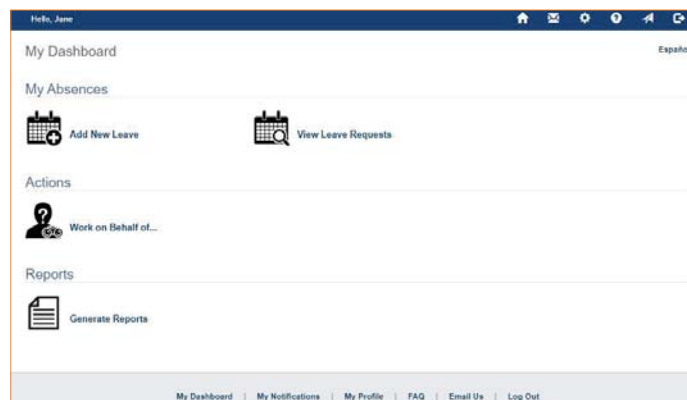 Hello, Jane
My Dashboard
Españo
My Absences
Add New Leave
View Leave Requests
Actions
Work on Behalf of...
Reports
Generate Reports
My Dashboard | My Notifications | My Profile | FAQ | Email Us | Log Out